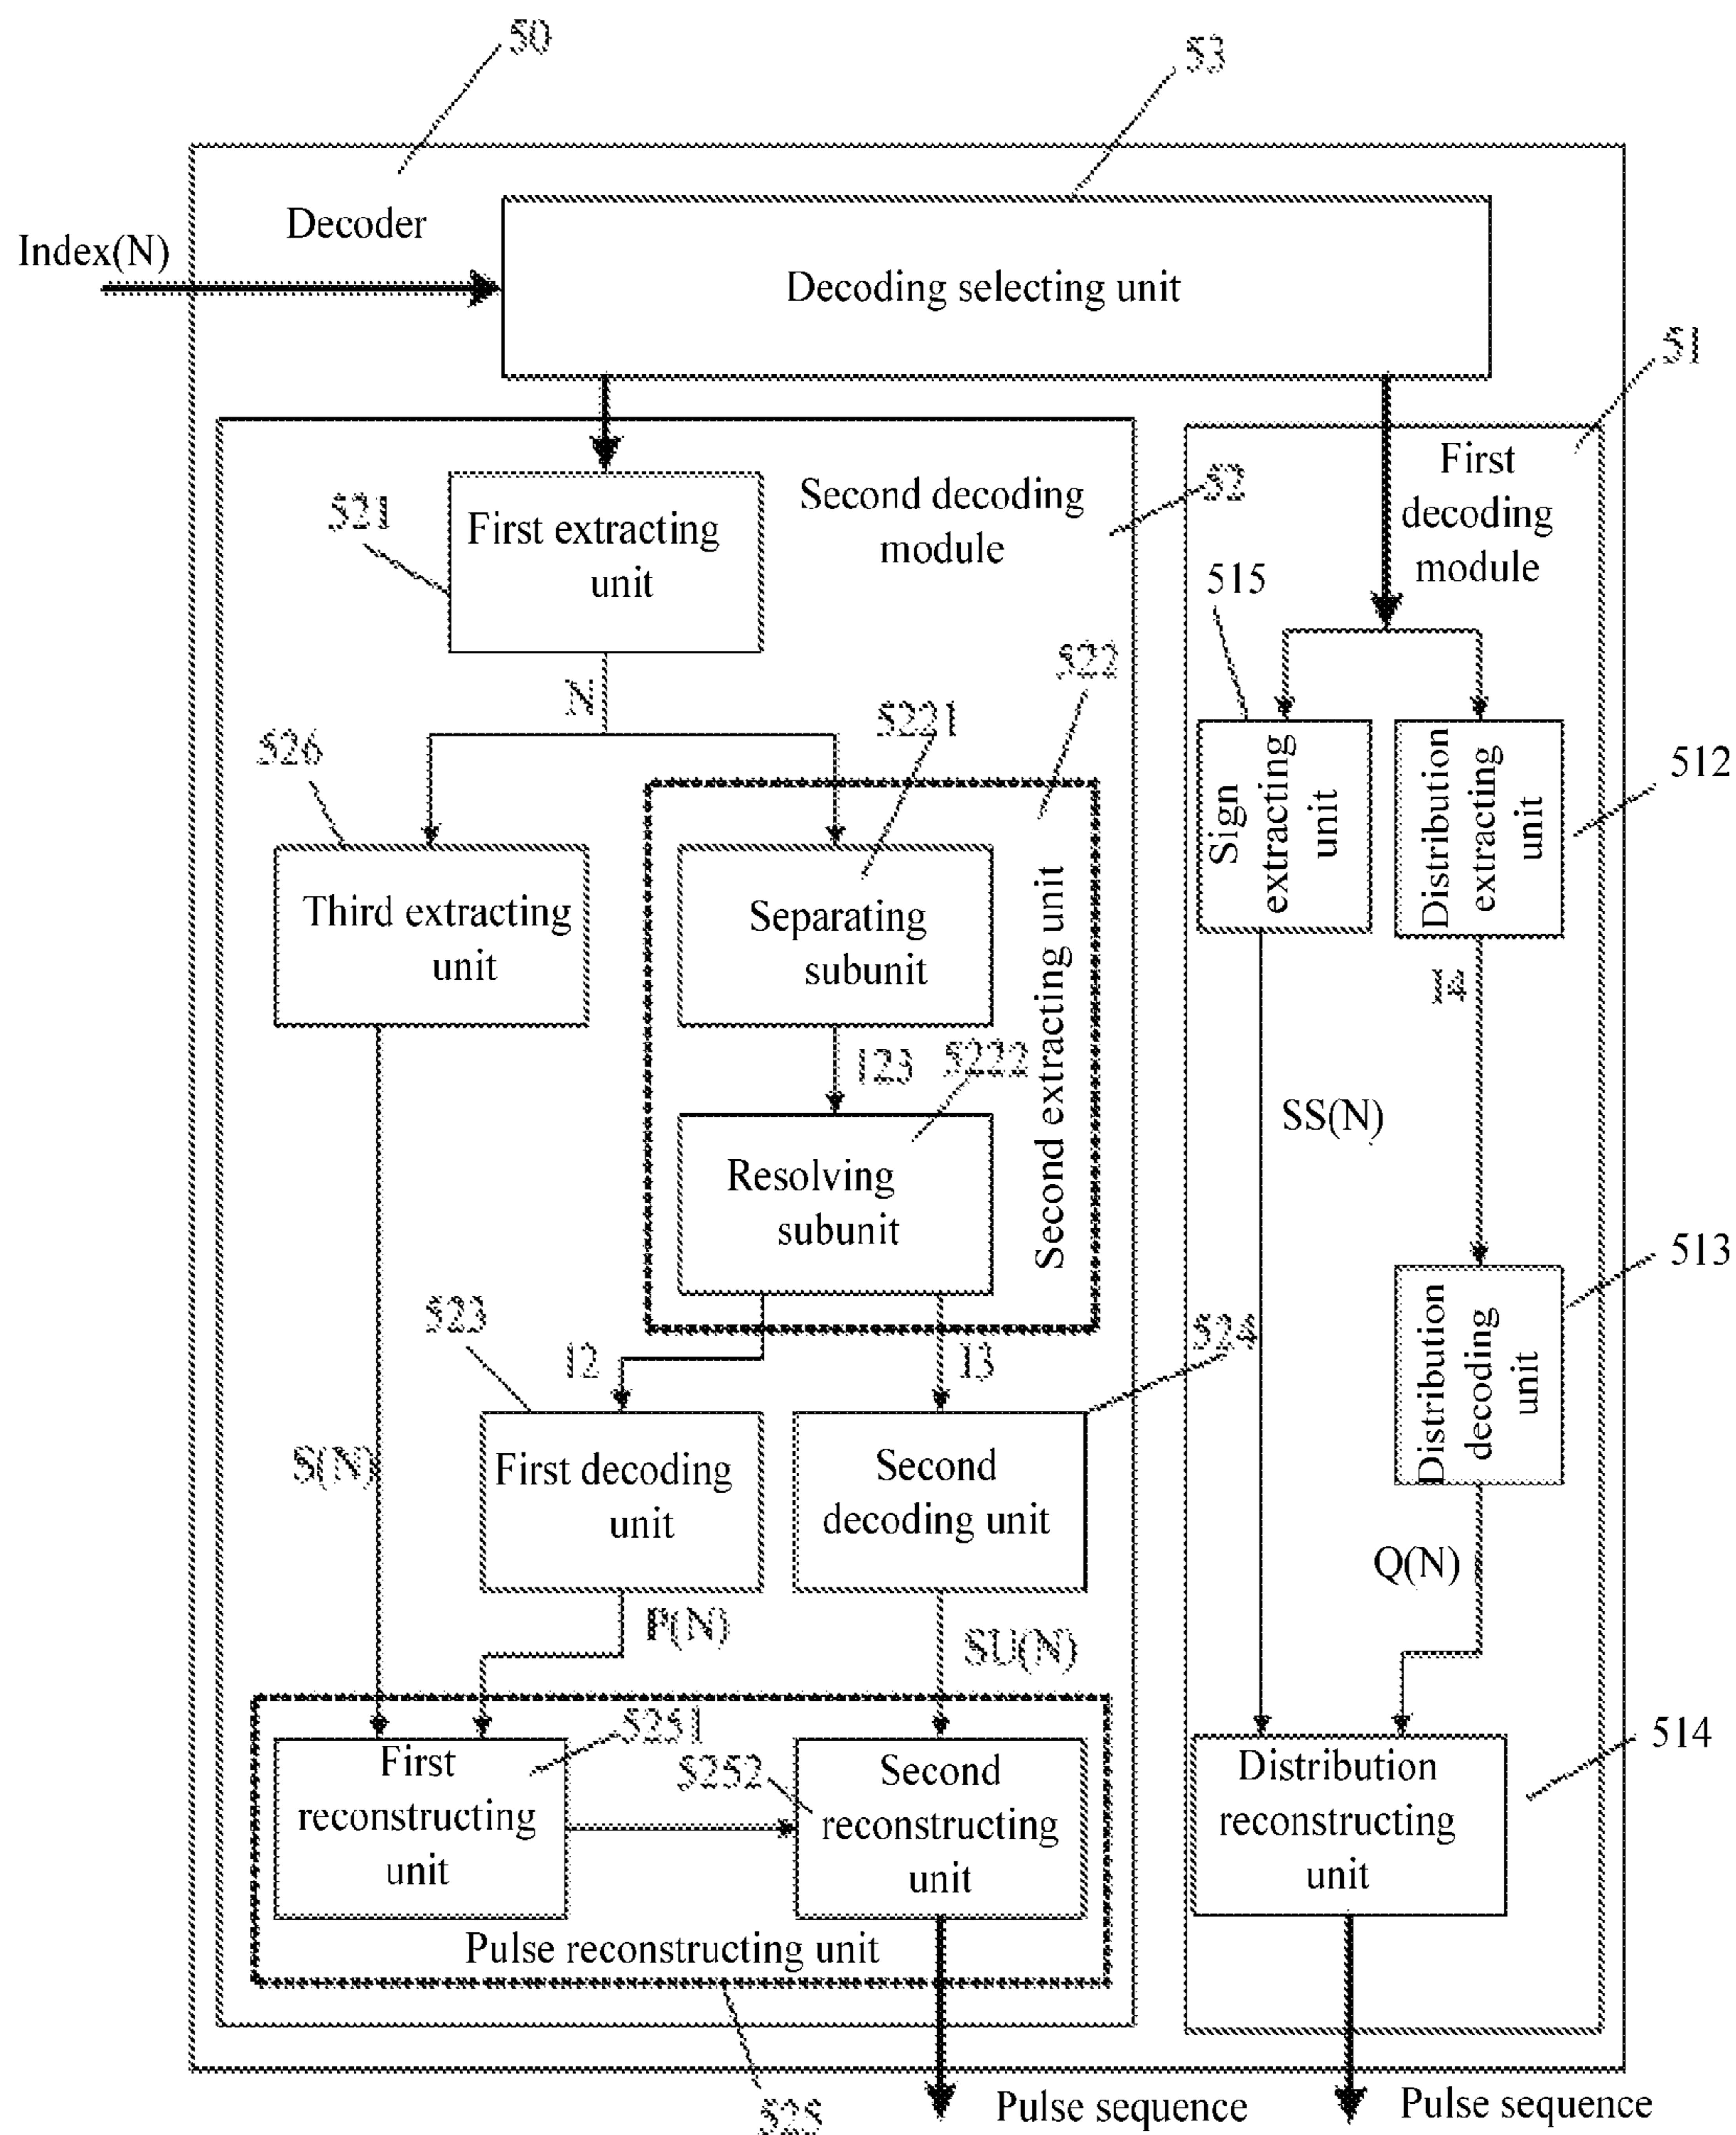 50
53
Decoder
Index(N)
Decoding selecting unit
51
First
decoding
module
Second decoding
module
52
521
First extracting
unit
515
522
N
5221
526
512
Sign
extracting
unit
Distribution
extracting
unit
Third extracting
unit
Separating
subunit
Second extracting unit
I4
I23
5222
SS(N)
Resolving
subunit
513
523
524
I2
I3
Distribution
decoding
unit
S(N)
First decoding
unit
Second
decoding unit
Q(N)
P(N)
SU(N)
5251
514
First
reconstructing
unit
5252
Second
reconstructing
unit
Distribution
reconstructing
unit
Pulse reconstructing unit
525
Pulse sequence
Pulse sequence